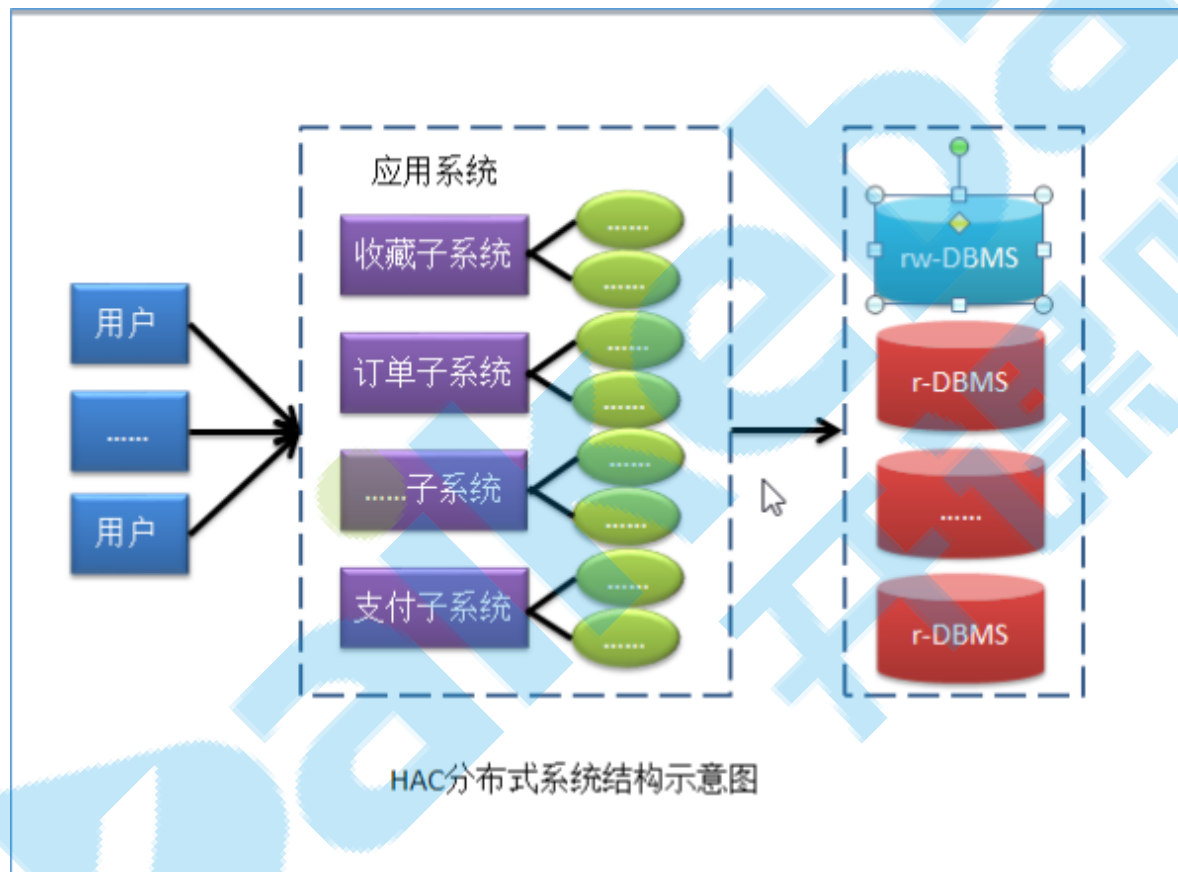 应用系统
用户
……
用户
收藏子系统
……
……
订单子系统
……
……
……子系统
……
……
支付子系统
……
……
rw-DBMS
r-DBMS
……
r-DBMS
HAC分布式系统结构示意图